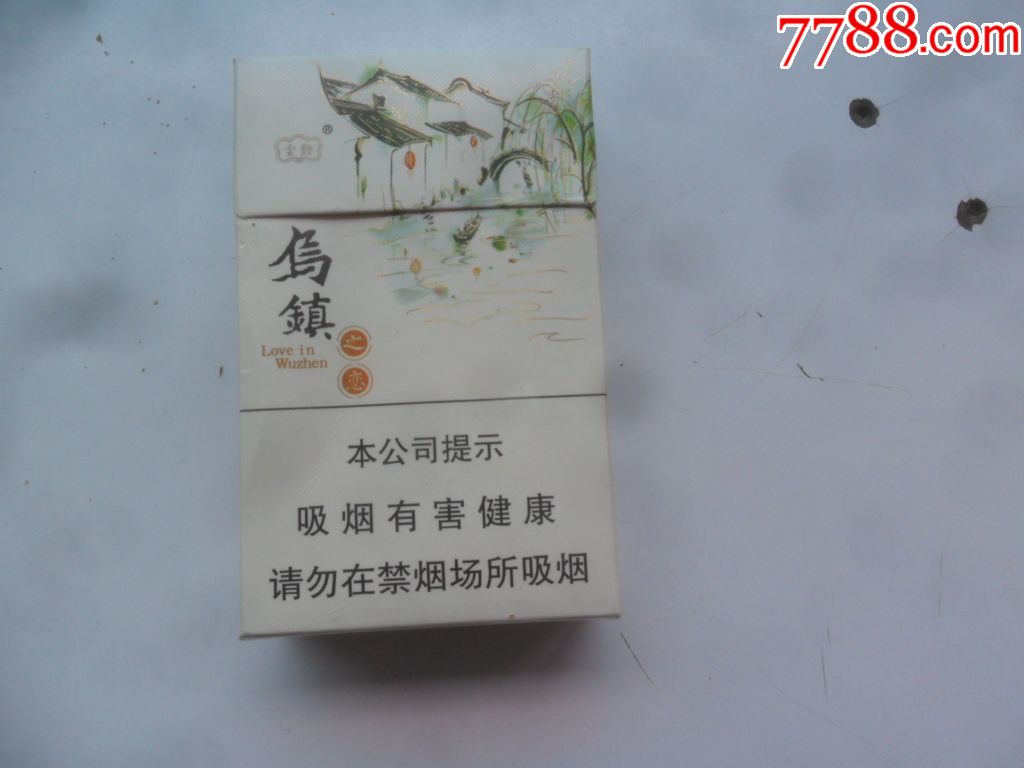 7788.com
®
烏
鎮
Love in
Wuzhen
之
恋
本公司提示
吸烟有害健康
请勿在禁烟场所吸烟